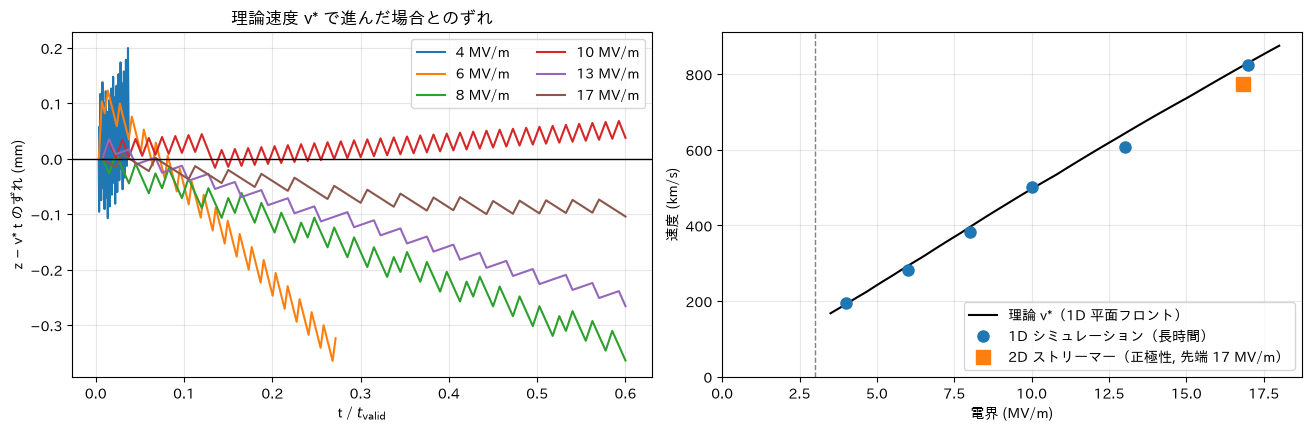 理論速度 v* で進んだ場合とのずれ
z − v* t のずれ (mm)
0.2
0.1
0.0
−0.1
−0.2
−0.3
4 MV/m
6 MV/m
8 MV/m
10 MV/m
13 MV/m
17 MV/m
0.0 0.1 0.2 0.3 0.4 0.5 0.6
t / t_valid
速度 (km/s)
800
600
400
200
0
理論 v*（1D 平面フロント）
1D シミュレーション（長時間）
2D ストリーマー（正極性, 先端 17 MV/m）
0.0 2.5 5.0 7.5 10.0 12.5 15.0 17.5
電界 (MV/m)